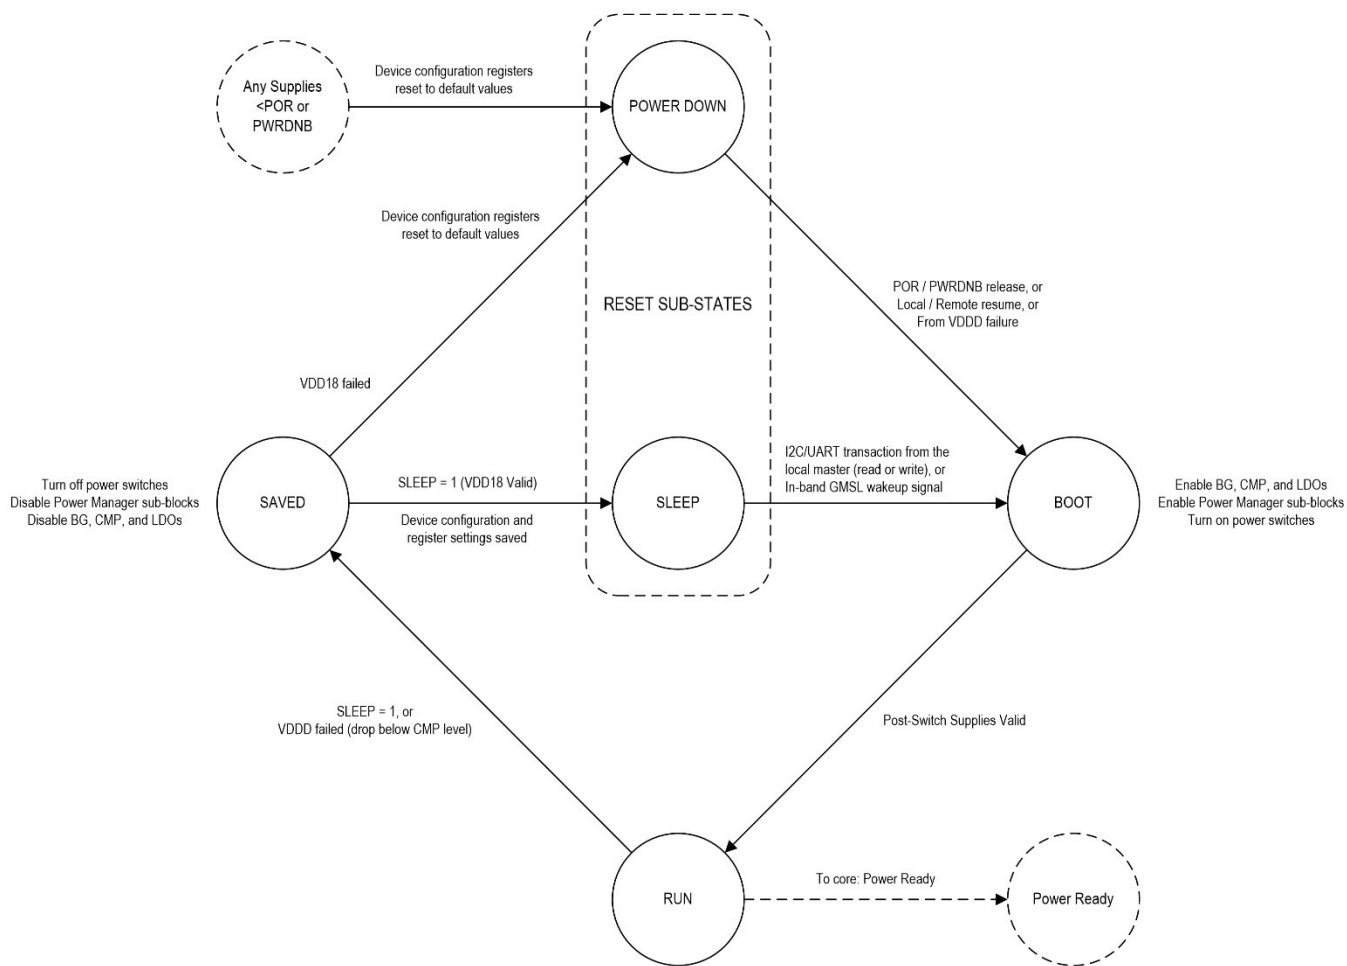 Any Supplies
<POR or
PWRDNB
Device configuration registers
reset to default values
POWER DOWN
Device configuration registers
reset to default values
RESET SUB-STATES
POR / PWRDNB release, or
Local / Remote resume, or
From VDDD failure
VDD18 failed
Turn off power switches
Disable Power Manager sub-blocks
Disable BG, CMP, and LDOs
SAVED
SLEEP = 1 (VDD18 Valid)
Device configuration and
register settings saved
SLEEP
I2C/UART transaction from the
local master (read or write), or
In-band GMSL wakeup signal
BOOT
Enable BG, CMP, and LDOs
Enable Power Manager sub-blocks
Turn on power switches
SLEEP = 1, or
VDDD failed (drop below CMP level)
Post-Switch Supplies Valid
RUN
To core: Power Ready
Power Ready